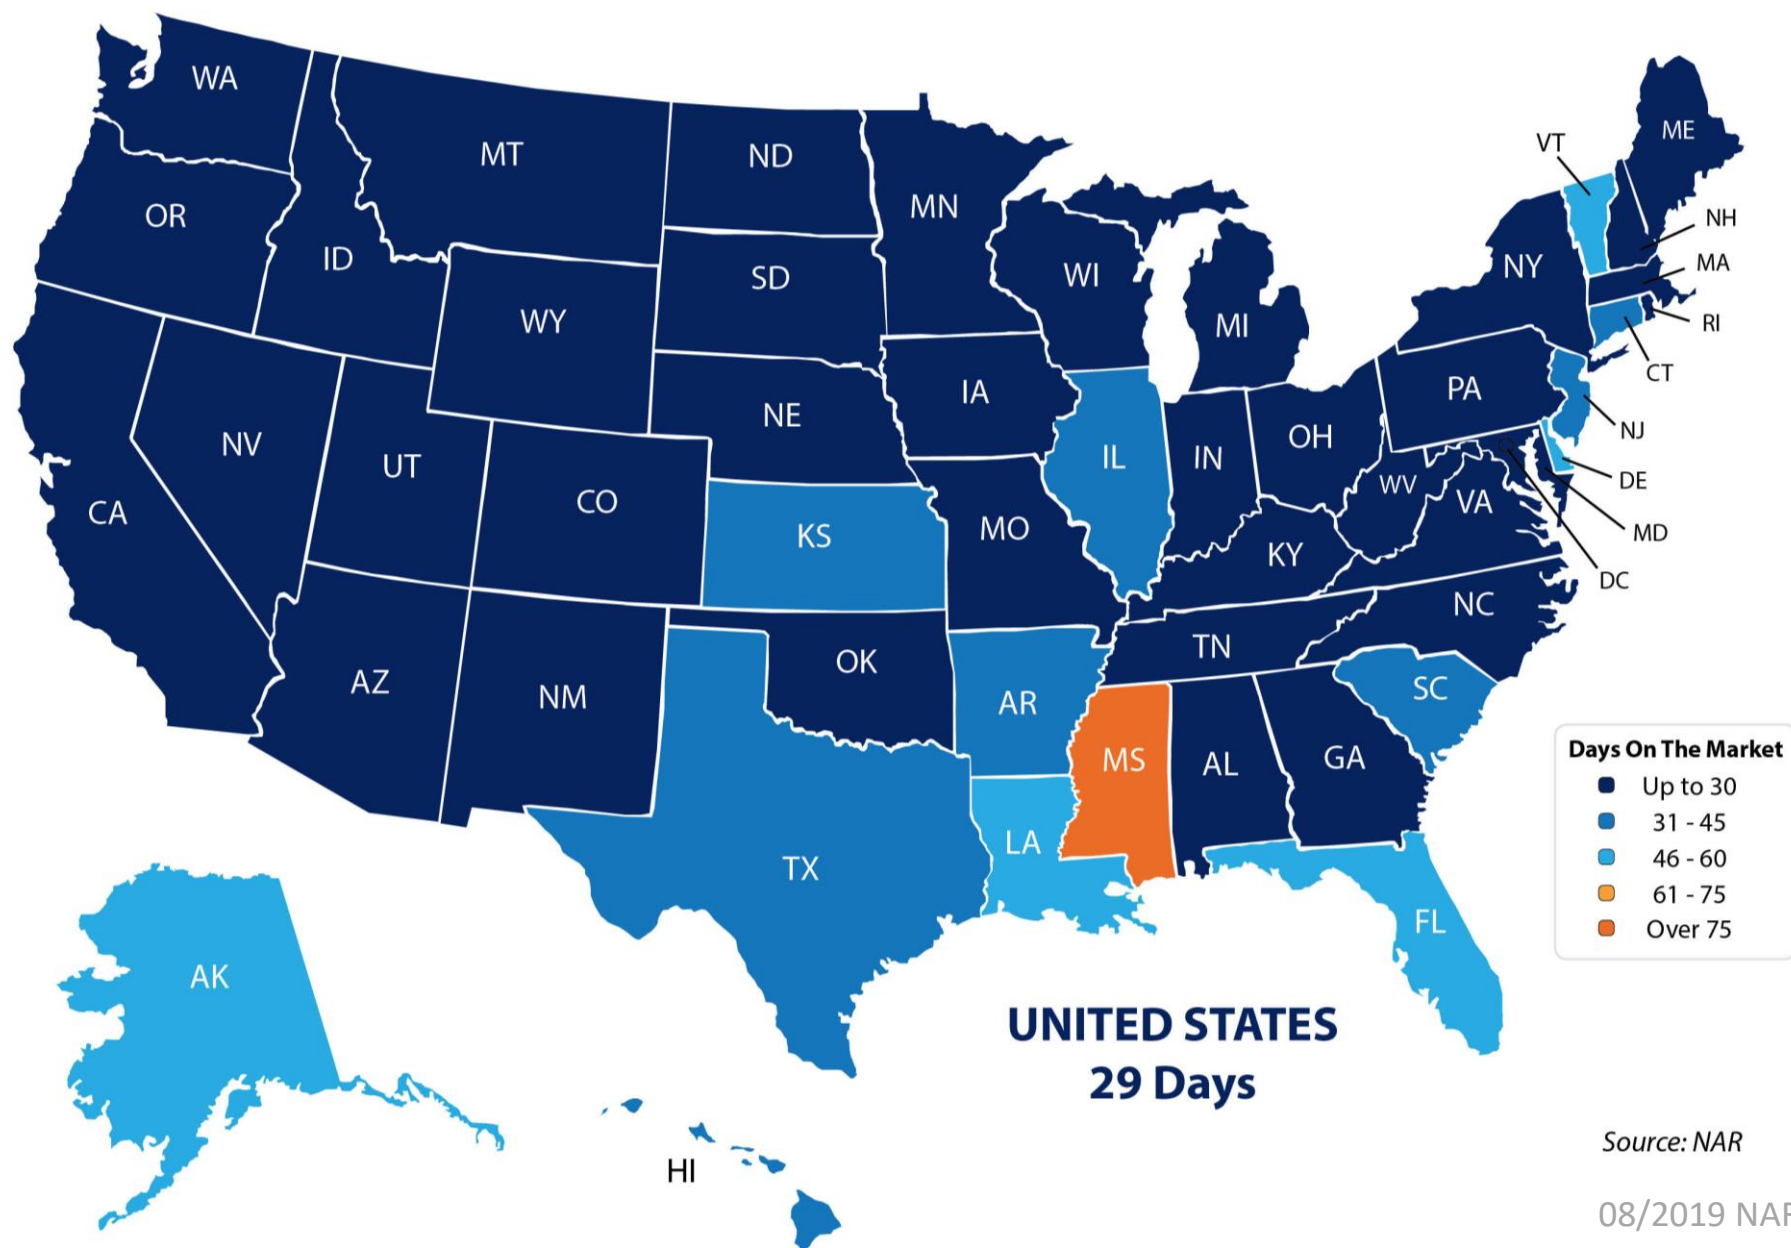 WA
MT
ND
MN
ME
VT
OR
ID
SD
WI
NY
NH
MA
WY
MI
RI
CT
IA
PA
NE
NJ
NV
UT
CO
IL
IN
OH
WV
VA
DE
CA
KS
MO
KY
MD
DC
NC
TN
AZ
NM
OK
AR
SC
MS
AL
GA
TX
LA
FL
AK
HI
Days On The Market
Up to 30
31 - 45
46 - 60
61 - 75
Over 75
UNITED STATES
29 Days
Source: NAR
08/2019 NAR